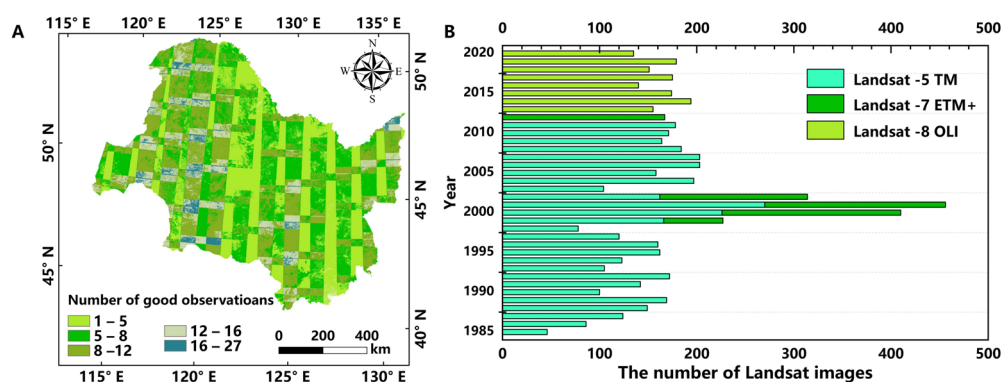 A
115° E 120° E 125° E 130° E 135° E
N
W E
S
50° N
50° N
45° N
45° N
40° N
Number of good observatioans
1 – 5
5 – 8
8 –12
12 – 16
16 – 27
0 200 400
km
115° E 120° E 125° E 130° E
B
0 100 200 300 400 500
Year
2020
2015
2010
2005
2000
1995
1990
1985
Landsat -5 TM
Landsat -7 ETM+
Landsat -8 OLI
0 100 200 300 400 500
The number of Landsat images